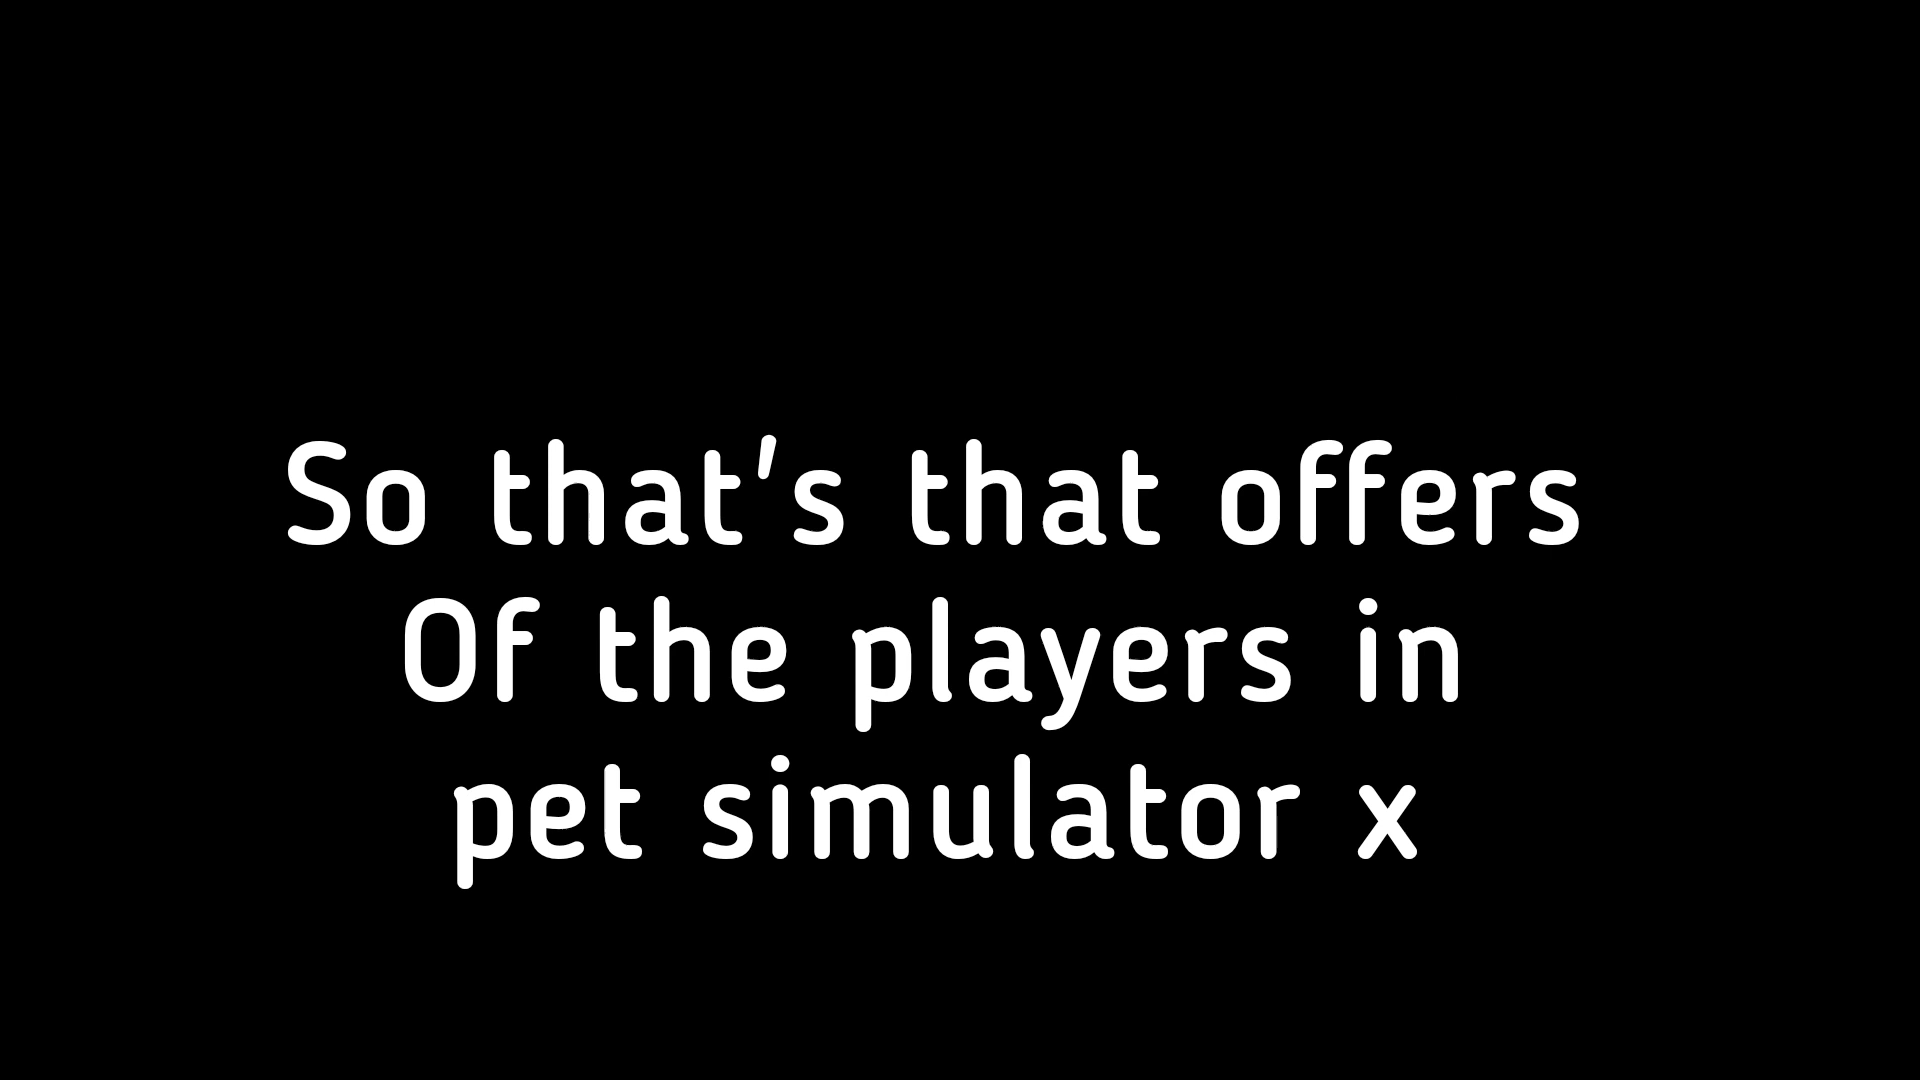 So that's that offers
Of the players in
pet simulator x